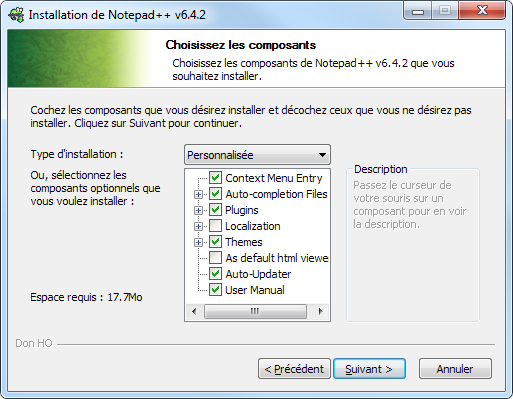 Installation de Notepad++ v6.4.2
Choisissez les composants
Choisissez les composants de Notepad++ v6.4.2 que vous
souhaitez installer.
Cochez les composants que vous désirez installer et décochez ceux que vous ne désirez pas
installer. Cliquez sur Suivant pour continuer.
Type d'installation :
Personnalisée
Ou, sélectionnez les
composants optionnels que
vous voulez installer :
Context Menu Entry
Auto-completion Files
Plugins
Localization
Themes
As default html viewe
Auto-Updater
User Manual
Description
Passez le curseur de
votre souris sur un
composant pour en voir
la description.
Espace requis : 17.7Mo
Don HO
< Précédent
Suivant >
Annuler